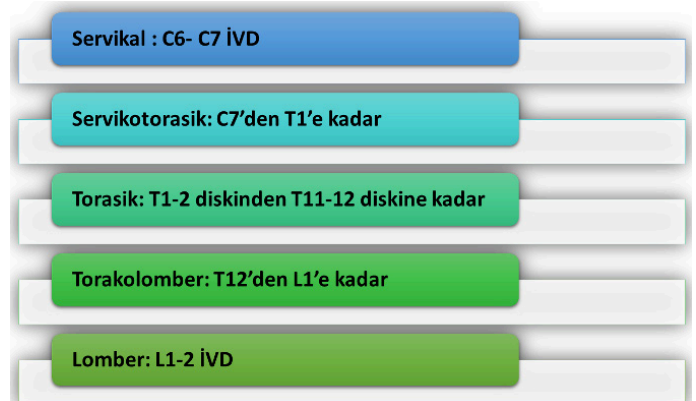 Servikal : C6- C7 İVD
Servikotorasik: C7'den T1'e kadar
Torasik: T1-2 diskinden T11-12 diskine kadar
Torakolomber: T12'den L1'e kadar
Lomber: L1-2 İVD